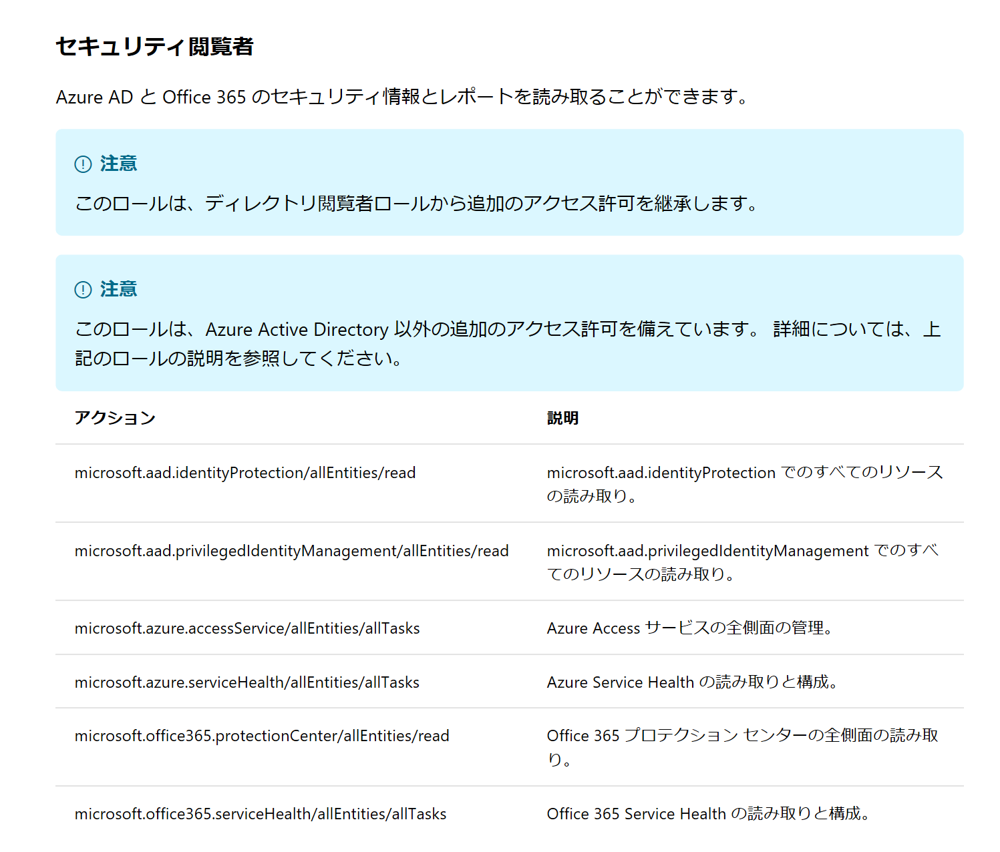 セキュリティ閲覧者
Azure AD と Office 365 のセキュリティ情報とレポートを読み取ることができます。
注意
このロールは、ディレクトリ閲覧者ロールから追加のアクセス許可を継承します。
注意
このロールは、Azure Active Directory 以外の追加のアクセス許可を備えています。 詳細については、上
記のロールの説明を参照してください。
アクション 説明
microsoft.aad.identityProtection/allEntities/read microsoft.aad.identityProtection でのすべてのリソース
の読み取り。
microsoft.aad.privilegedIdentityManagement/allEntities/read microsoft.aad.privilegedIdentityManagement でのすべ
てのリソースの読み取り。
microsoft.azure.accessService/allEntities/allTasks Azure Access サービスの全側面の管理。
microsoft.azure.serviceHealth/allEntities/allTasks Azure Service Health の読み取りと構成。
microsoft.office365.protectionCenter/allEntities/read Office 365 プロテクション センターの全側面の読み取
り。
microsoft.office365.serviceHealth/allEntities/allTasks Office 365 Service Health の読み取りと構成。